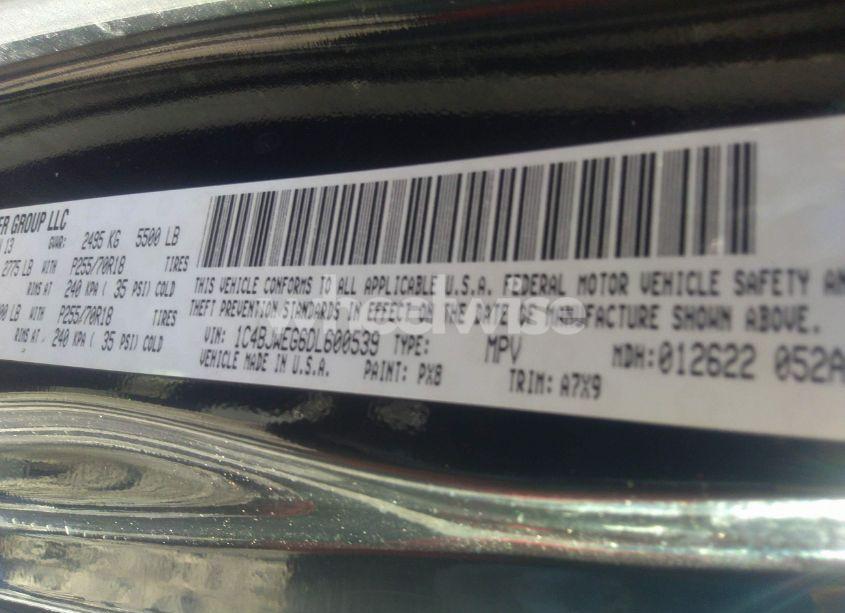 ER GROUP LLC
13 GVWR: 2495 KG 5500 LB
2775 LB WITH P255/70R18 TIRES
RIMS AT 240 KPA ( 35 PSI) COLD
00 LB WITH P255/70R18 TIRES
RIMS AT 240 KPA ( 35 PSI) COLD
THIS VEHICLE CONFORMS TO ALL APPLICABLE U.S.A. FEDERAL MOTOR VEHICLE SAFETY AN
THEFT PREVENTION STANDARDS IN EFFECT ON THE DATE OF MANUFACTURE SHOWN ABOVE.
VIN: 1C4BJWEG6DL600539 TYPE: MPV MDH:012622 052A
VEHICLE MADE IN U.S.A. PAINT: PX8 TRIM: A7X9